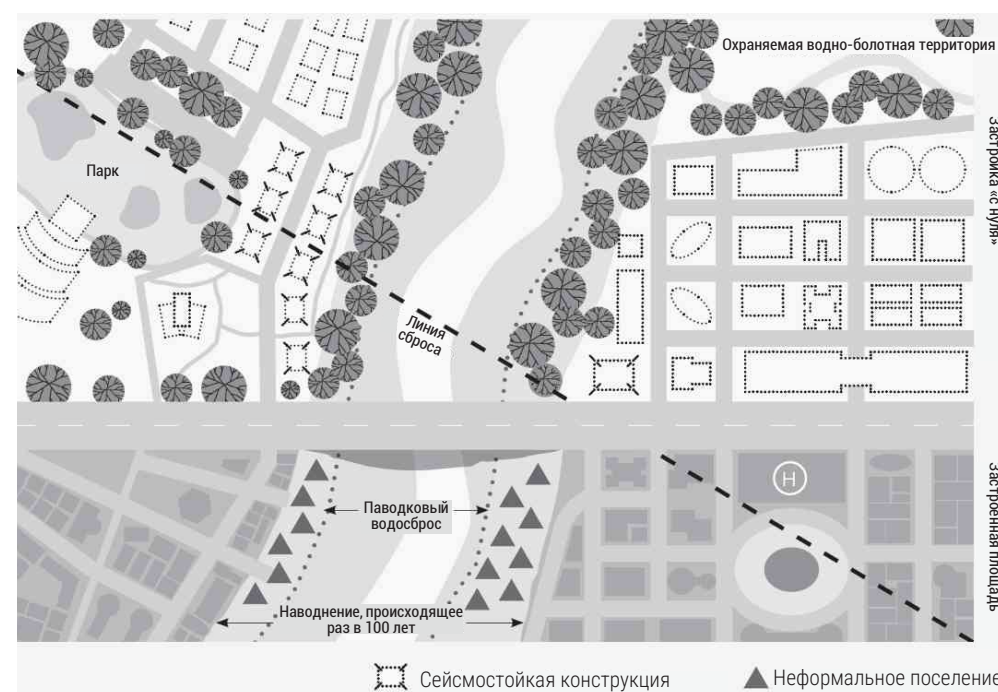 Охраняемая водно-болотная территория
Застройка «с нуля»
Парк
Линия
сброса
H
Застроенная площадь
Паводковый
водосброс
Наводнение, происходящее
раз в 100 лет
Сейсмостойкая конструкция
Неформальное поселение